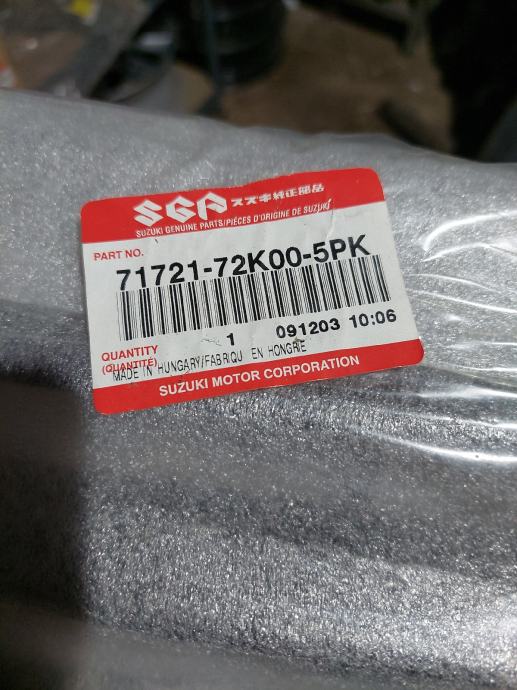 SGP スズキ純正部品
SUZUKI GENUINE PARTS/PIÈCES D'ORIGINE DE SUZUKI
PART NO.
71721-72K00-5PK
1 091203 10:06
QUANTITY
(QUANTITÉ)
MADE IN HUNGARY/FABRIQU EN HONGRIE
SUZUKI MOTOR CORPORATION